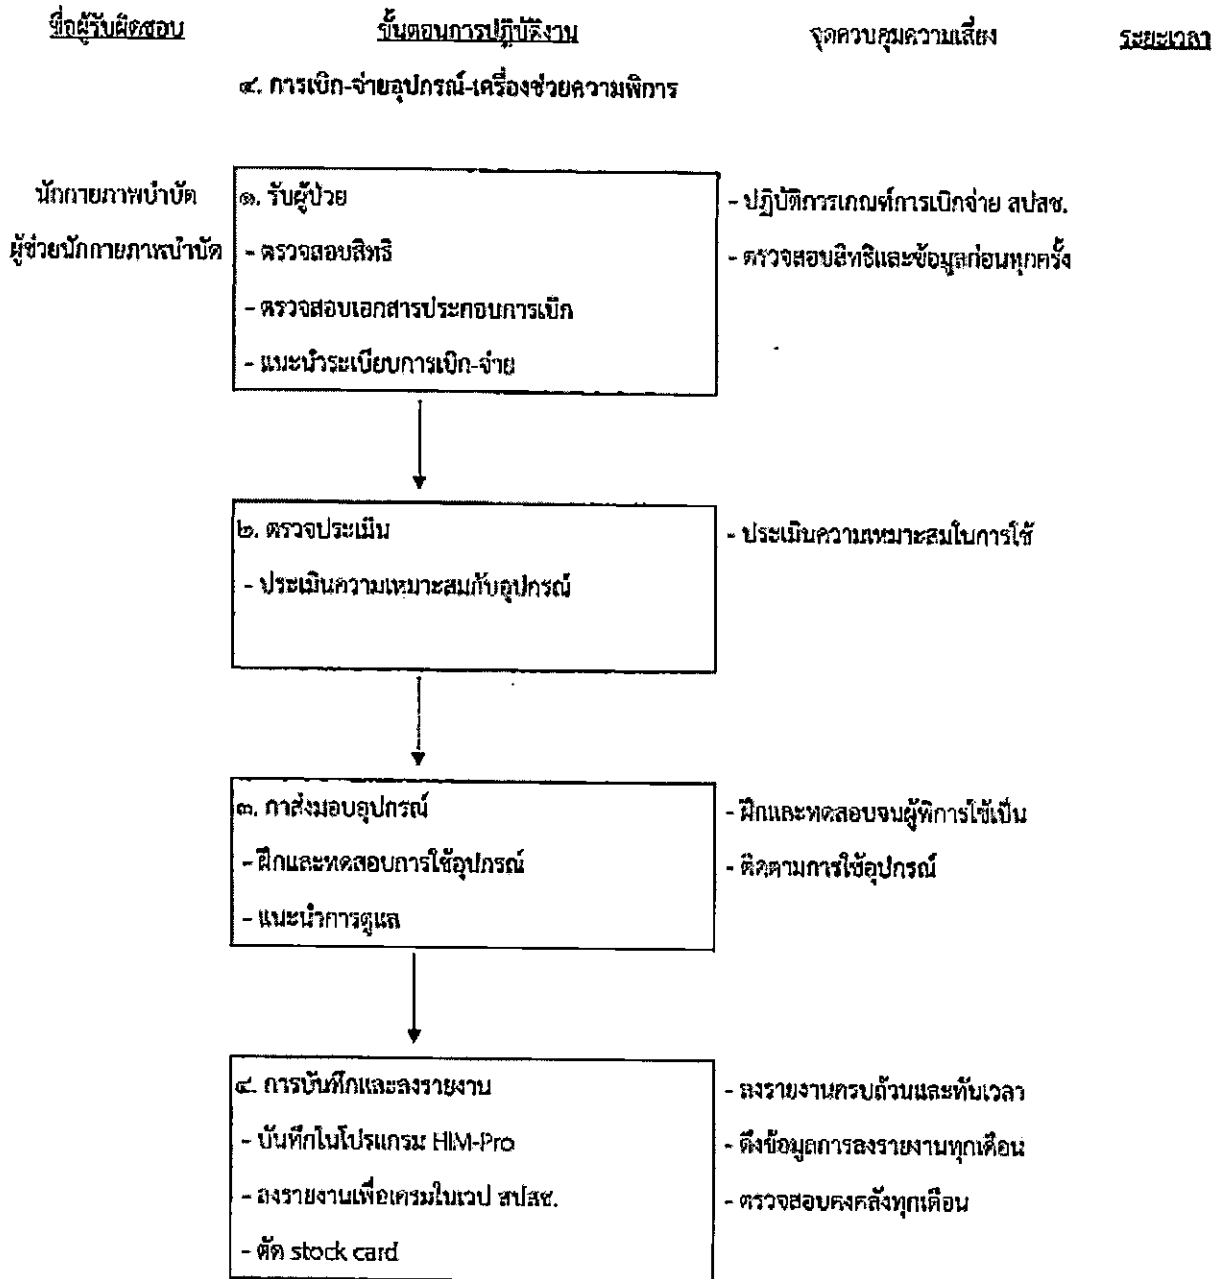 ชื่อผู้รับผิดชอบ ขั้นตอนการปฏิบัติงาน จุดควบคุมความเสี่ยง ระยะเวลา
๔. การเบิก-จ่ายอุปกรณ์-เครื่องช่วยความพิการ
นักกายภาพบำบัด ๑. รับผู้ป่วย - ปฏิบัติการเกณฑ์การเบิกจ่าย สปสช.
ผู้ช่วยนักกายภาพบำบัด - ตรวจสอบสิทธิ - ตรวจสอบสิทธิและข้อมูลก่อนทุกครั้ง
- ตรวจสอบเอกสารประกอบการเบิก
- แนะนำระเบียบการเบิก-จ่าย
๒. ตรวจประเมิน - ประเมินความเหมาะสมในการใช้
- ประเมินความเหมาะสมกับอุปกรณ์
๓. กาส่งมอบอุปกรณ์ - ฝึกและทดสอบจนผู้พิการใช้เป็น
- ฝึกและทดสอบการใช้อุปกรณ์ - ติดตามการใช้อุปกรณ์
- แนะนำการดูแล
๔. การบันทึกและลงรายงาน - ลงรายงานครบถ้วนและทันเวลา
- บันทึกในโปรแกรม HIM-Pro - ดึงข้อมูลการลงรายงานทุกเดือน
- ลงรายงานเพื่อเครมในเวป สปสช. - ตรวจสอบคงคลังทุกเดือน
- ตัด stock card